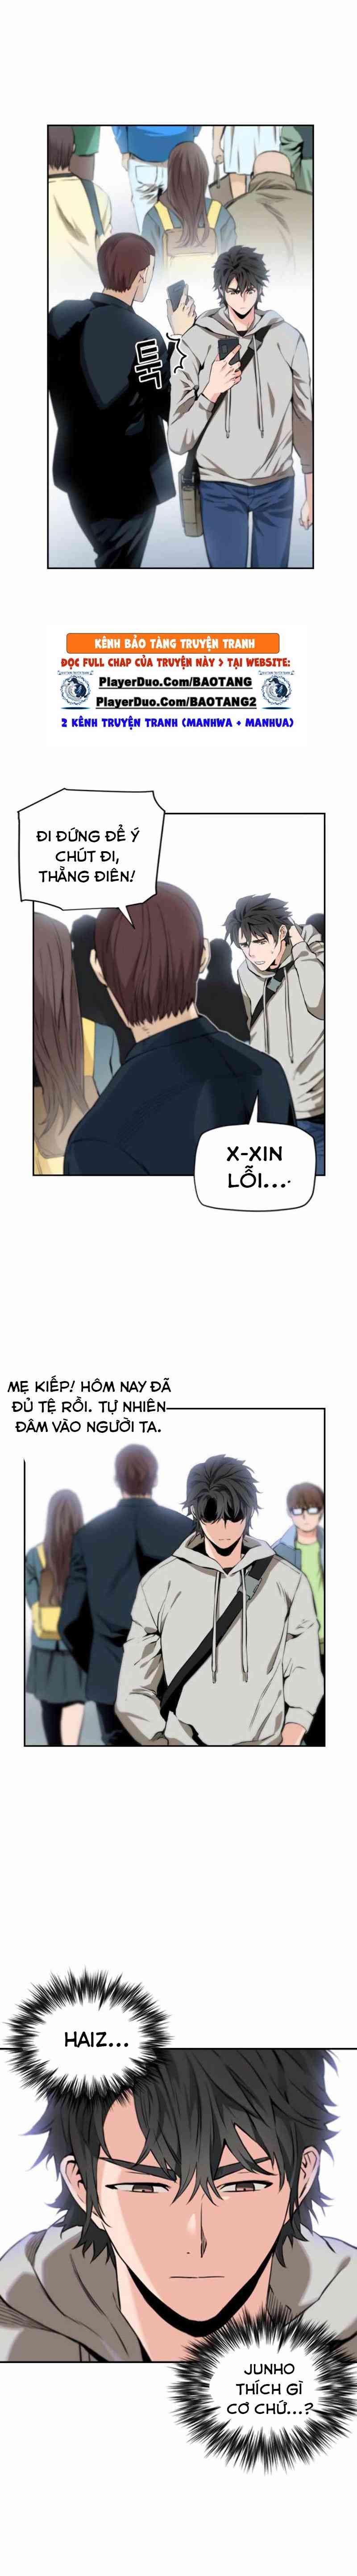 툭
KÊNH BẢO TÀNG TRUYỆN TRANH
ĐỌC FULL CHAP CỦA TRUYỆN NÀY > TẠI WEBSITE:
PlayerDuo.Com/BAOTANG
PlayerDuo.Com/BAOTANG2
2 KÊNH TRUYỆN TRANH (MANHWA + MANHUA)
ĐI ĐỨNG ĐỂ Ý
CHÚT ĐI,
THẰNG ĐIÊN!
X-XIN
LỖI...
MẸ KIẾP! HÔM NAY ĐÃ
ĐỦ TỆ RỒI. TỰ NHIÊN
ĐÂM VÀO NGƯỜI TA.
HAIZ...
JUNHO
THÍCH GÌ
CƠ CHỨ...?